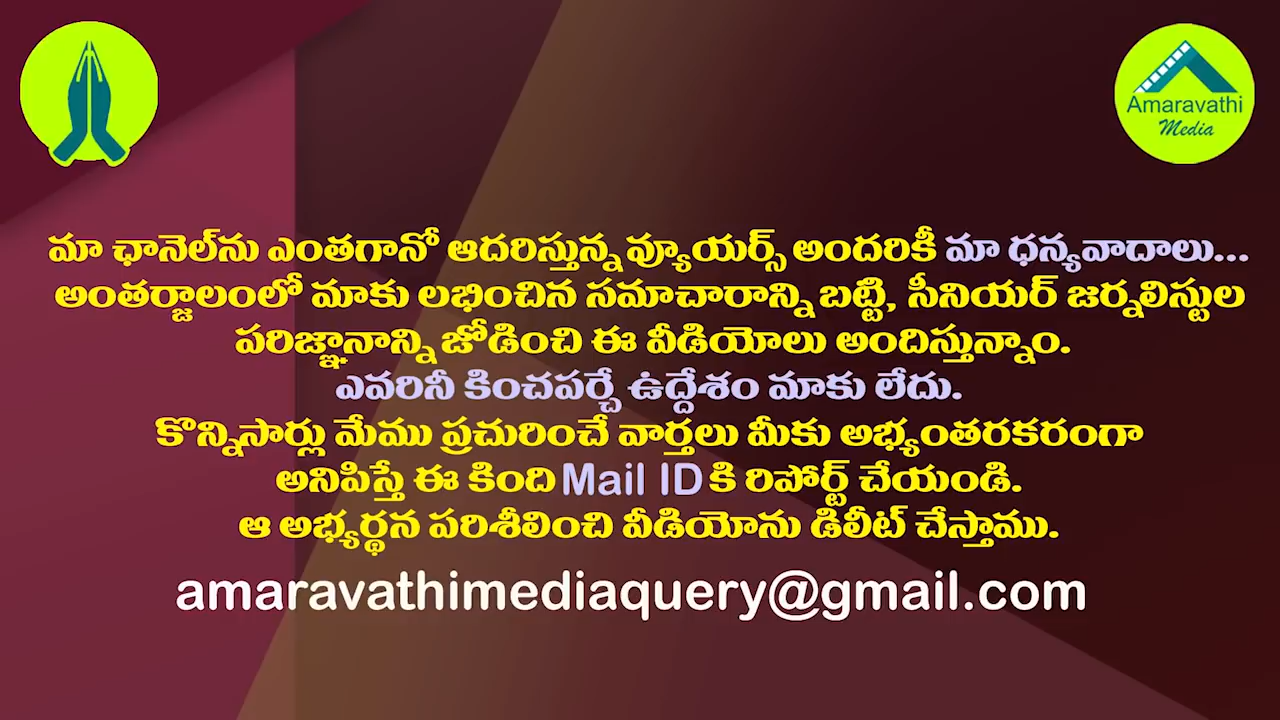 Amaravathi
Media
మా ఛానెల్‌ను ఎంతగానో ఆదరిస్తున్న వ్యూయర్స్ అందరికీ మా ధన్యవాదాలు...
అంతర్జాలంలో మాకు లభించిన సమాచారాన్ని బట్టి, సీనియర్ జర్నలిస్టుల
పరిజ్ఞానాన్ని జోడించి ఈ వీడియోలు అందిస్తున్నాం.
ఎవరినీ కించపర్చే ఉద్దేశం మాకు లేదు.
కొన్నిసార్లు మేము ప్రచురించే వార్తలు మీకు అభ్యంతరకరంగా
అనిపిస్తే ఈ కింది Mail ID కి రిపోర్ట్ చేయండి.
ఆ అభ్యర్థన పరిశీలించి వీడియోను డిలీట్ చేస్తాము.
amaravathimediaquery@gmail.com